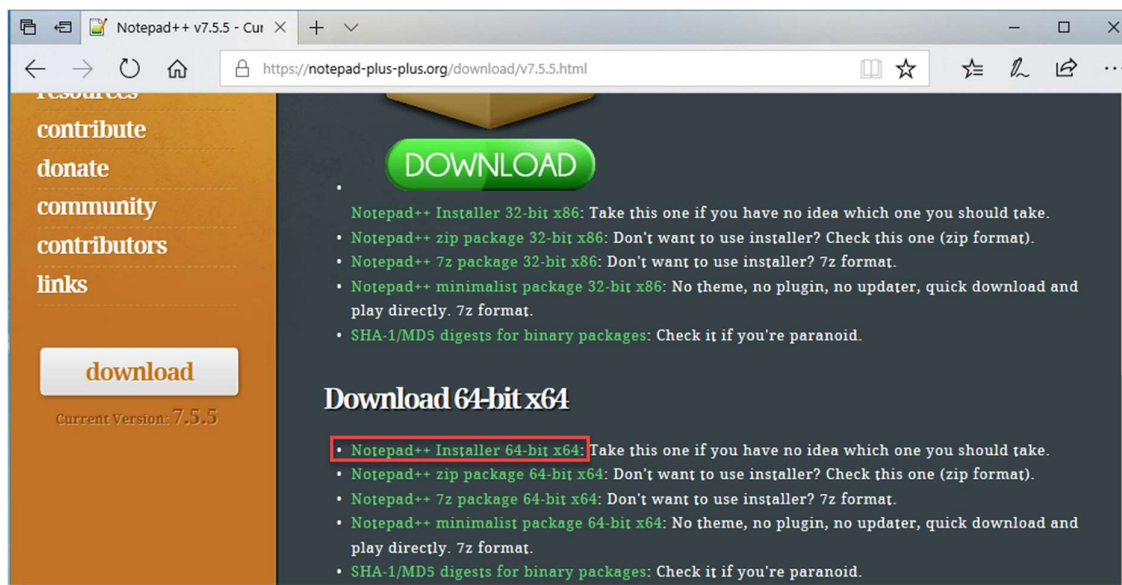 Notepad++ v7.5.5 - Cur
https://notepad-plus-plus.org/download/v7.5.5.html
resources
contribute
donate
community
contributors
links
download
Current Version: 7.5.5
DOWNLOAD
• Notepad++ Installer 32-bit x86: Take this one if you have no idea which one you should take.
• Notepad++ zip package 32-bit x86: Don't want to use installer? Check this one (zip format).
• Notepad++ 7z package 32-bit x86: Don't want to use installer? 7z format.
• Notepad++ minimalist package 32-bit x86: No theme, no plugin, no updater, quick download and
play directly. 7z format.
• SHA-1/MD5 digests for binary packages: Check it if you're paranoid.
Download 64-bit x64
• Notepad++ Installer 64-bit x64: Take this one if you have no idea which one you should take.
• Notepad++ zip package 64-bit x64: Don't want to use installer? Check this one (zip format).
• Notepad++ 7z package 64-bit x64: Don't want to use installer? 7z format.
• Notepad++ minimalist package 64-bit x64: No theme, no plugin, no updater, quick download and
play directly. 7z format.
• SHA-1/MD5 digests for binary packages: Check it if you're paranoid.